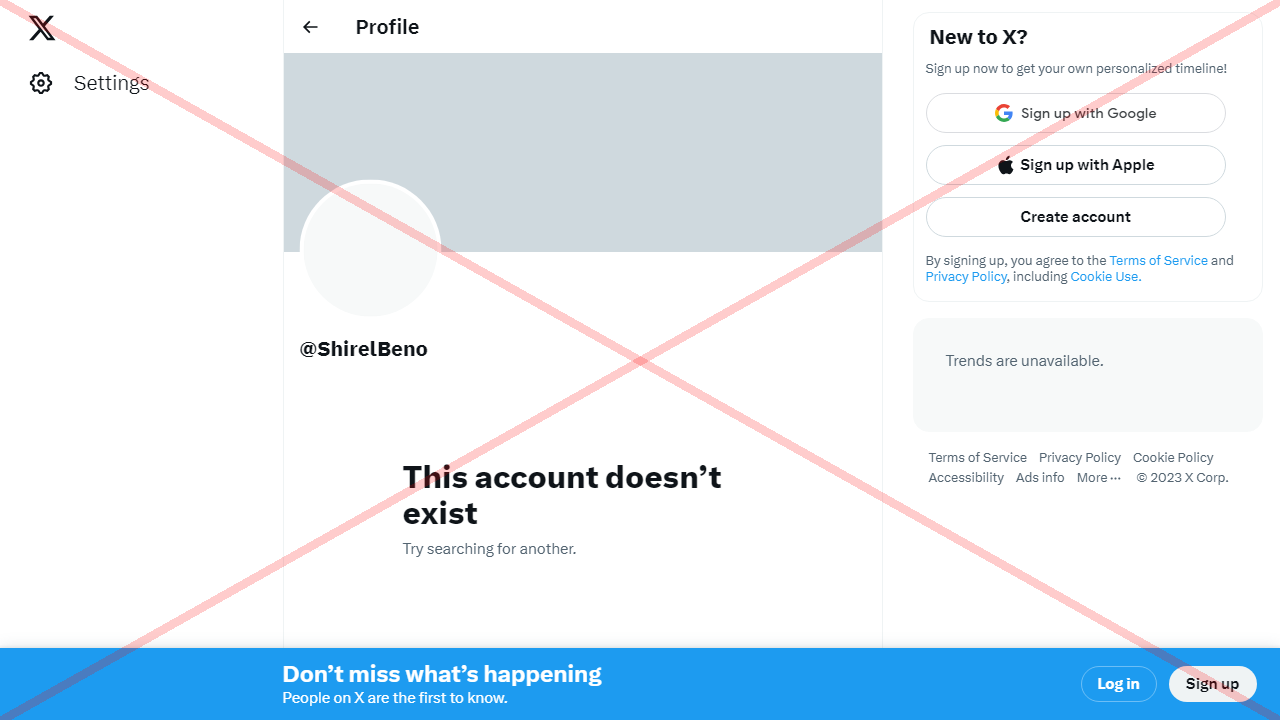 Settings
Profile
@ShirelBeno
This account doesn’t
exist
Try searching for another.
New to X?
Sign up now to get your own personalized timeline!
Sign up with Google
Sign up with Apple
Create account
By signing up, you agree to the Terms of Service and
Privacy Policy, including Cookie Use.
Trends are unavailable.
Terms of Service Privacy Policy Cookie Policy
Accessibility Ads info More ··· © 2023 X Corp.
Don’t miss what’s happening
People on X are the first to know.
Log in
Sign up